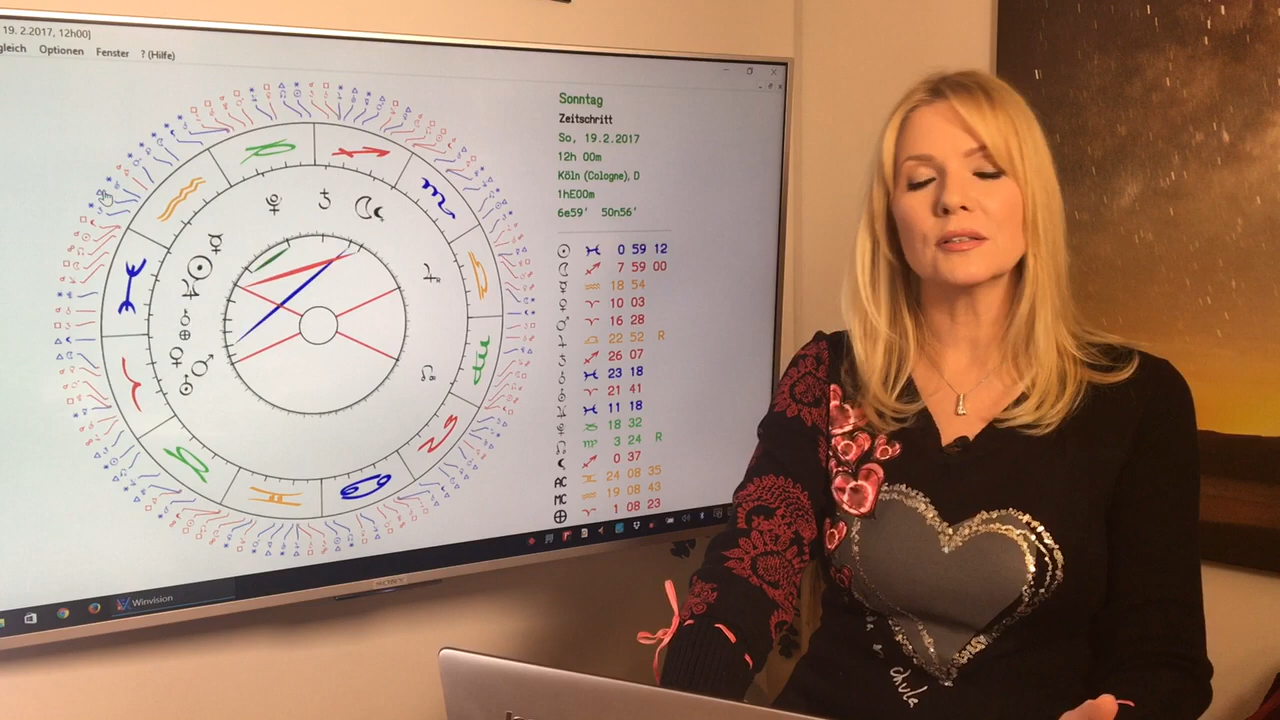 19. 2.2017, 12h00]
gleich Optionen Fenster ? (Hilfe)
Sonntag
Zeitschritt
So, 19.2.2017
12h 00m
Köln (Cologne), D
1hE00m
6e59' 50n56'
0 59 12
7 59 00
18 54
10 03
16 28
22 52 R
26 07
23 18
21 41
11 18
18 32
3 24 R
0 37
AC 24 08 35
MC 19 08 43
1 08 23
Winvision
chula